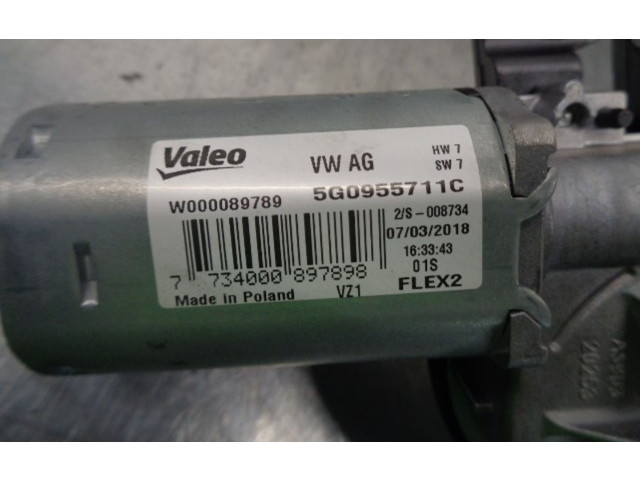 Valeo
VW AG
HW 7
SW 7
W000089789
5G0955711C
2/S-008734
07/03/2018
16:33:43
7 734000 897898
01S
Made in Poland
VZ1
FLEX2